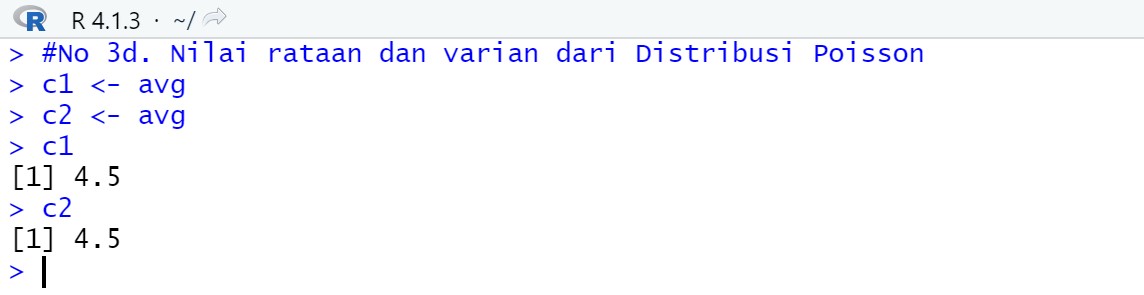 R R 4.1.3 · ~/
> #No 3d. Nilai rataan dan varian dari Distribusi Poisson
> c1 <- avg
> c2 <- avg
> c1
[1] 4.5
> c2
[1] 4.5
>